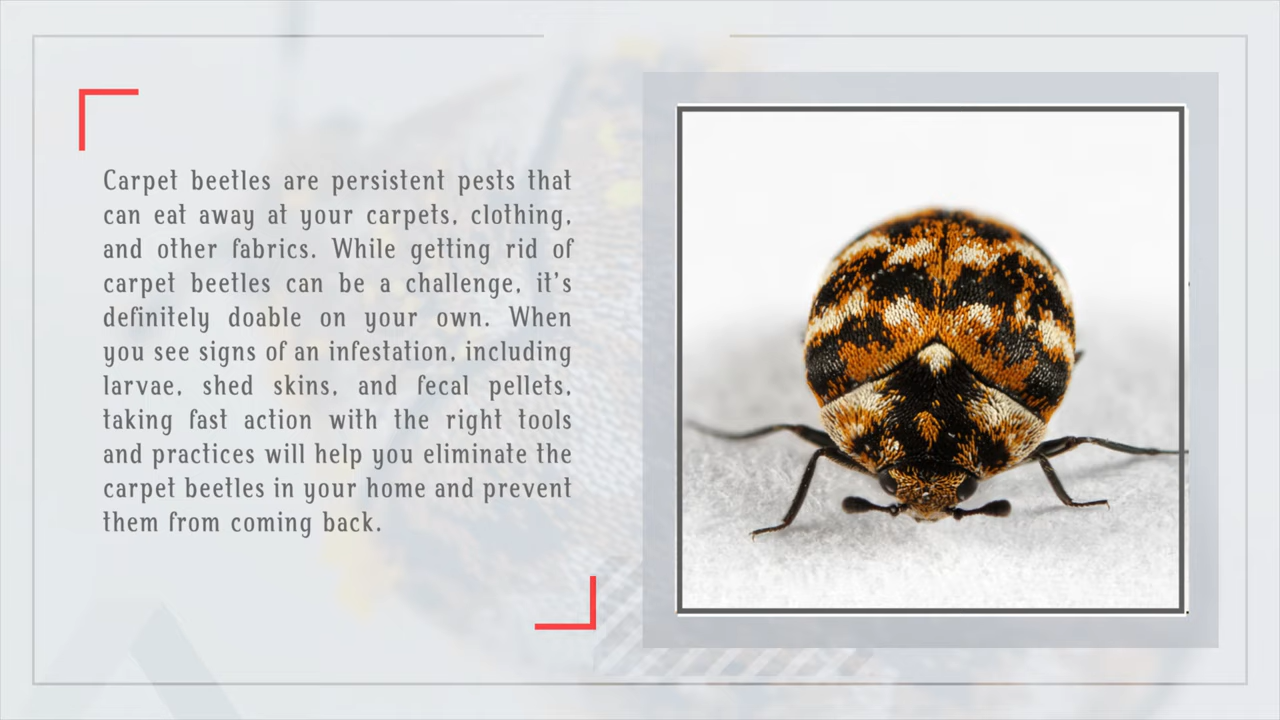 Carpet beetles are persistent pests that
can eat away at your carpets, clothing,
and other fabrics. While getting rid of
carpet beetles can be a challenge, it's
definitely doable on your own. When
you see signs of an infestation, including
larvae, shed skins, and fecal pellets,
taking fast action with the right tools
and practices will help you eliminate the
carpet beetles in your home and prevent
them from coming back.